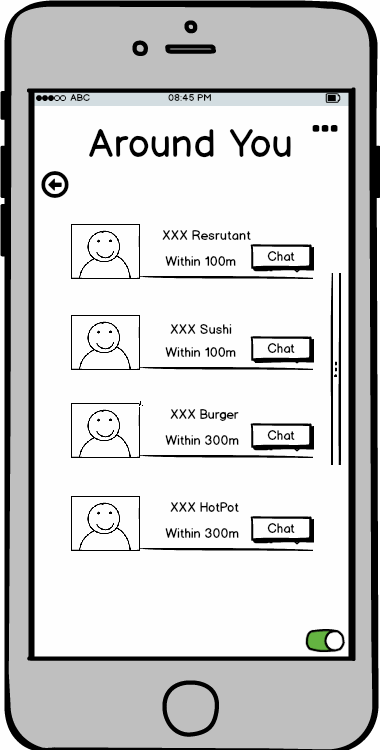 ABC 08:45 PM
Around You
XXX Resrutant
Within 100m Chat
XXX Sushi
Within 100m Chat
XXX Burger
Within 300m Chat
XXX HotPot
Within 300m Chat